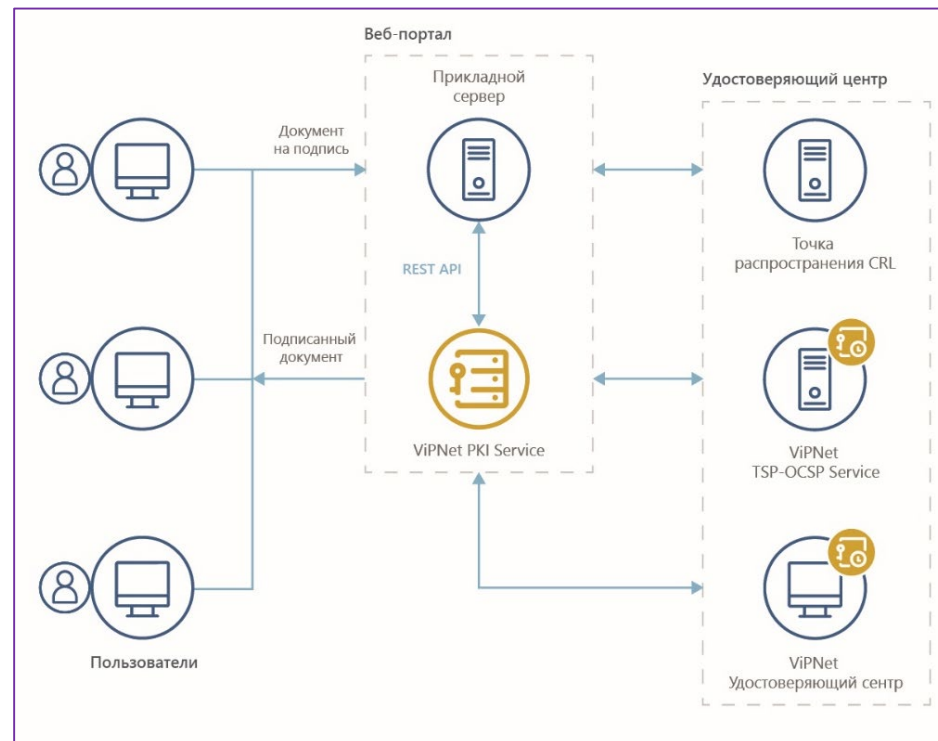 Веб-портал
Прикладной
сервер
Удостоверяющий центр
Документ
на подпись
Точка
распространения CRL
REST API
Подписанный
документ
ViPNet PKI Service
ViPNet
TSP-OCSP Service
Пользователи
ViPNet
Удостоверяющий сентр